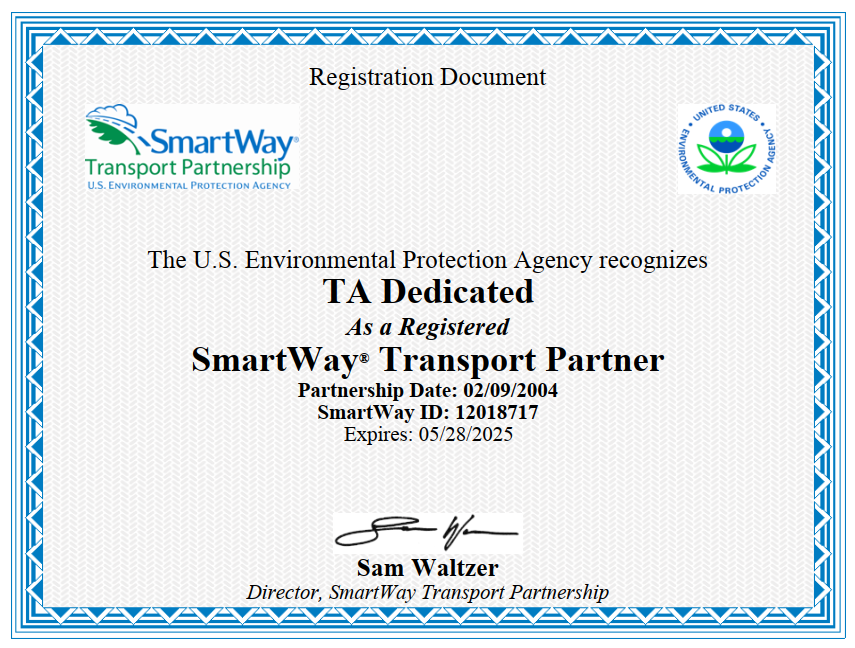 Registration Document
SmartWay®
Transport Partnership
U.S. ENVIRONMENTAL PROTECTION AGENCY
UNITED STATES • ENVIRONMENTAL PROTECTION AGENCY •
The U.S. Environmental Protection Agency recognizes
TA Dedicated
As a Registered
SmartWay® Transport Partner
Partnership Date: 02/09/2004
SmartWay ID: 12018717
Expires: 05/28/2025
Sam Waltzer
Director, SmartWay Transport Partnership